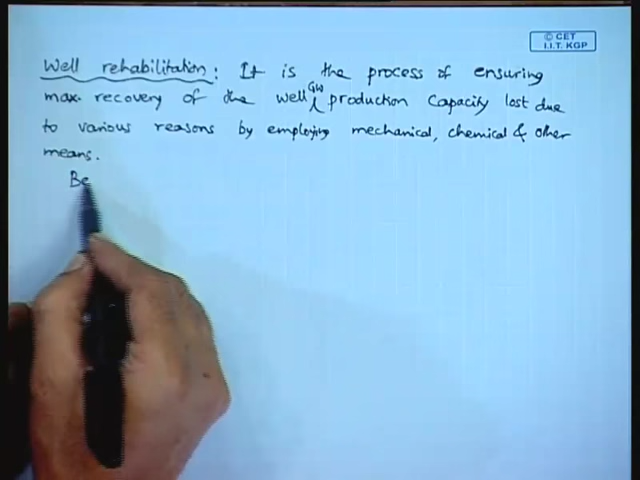 © CET
I.I.T. KGP
Well rehabilitation: It is the process of ensuring
max. recovery of the well GW production capacity lost due
to various reasons by employing mechanical, chemical & other
means.
Be